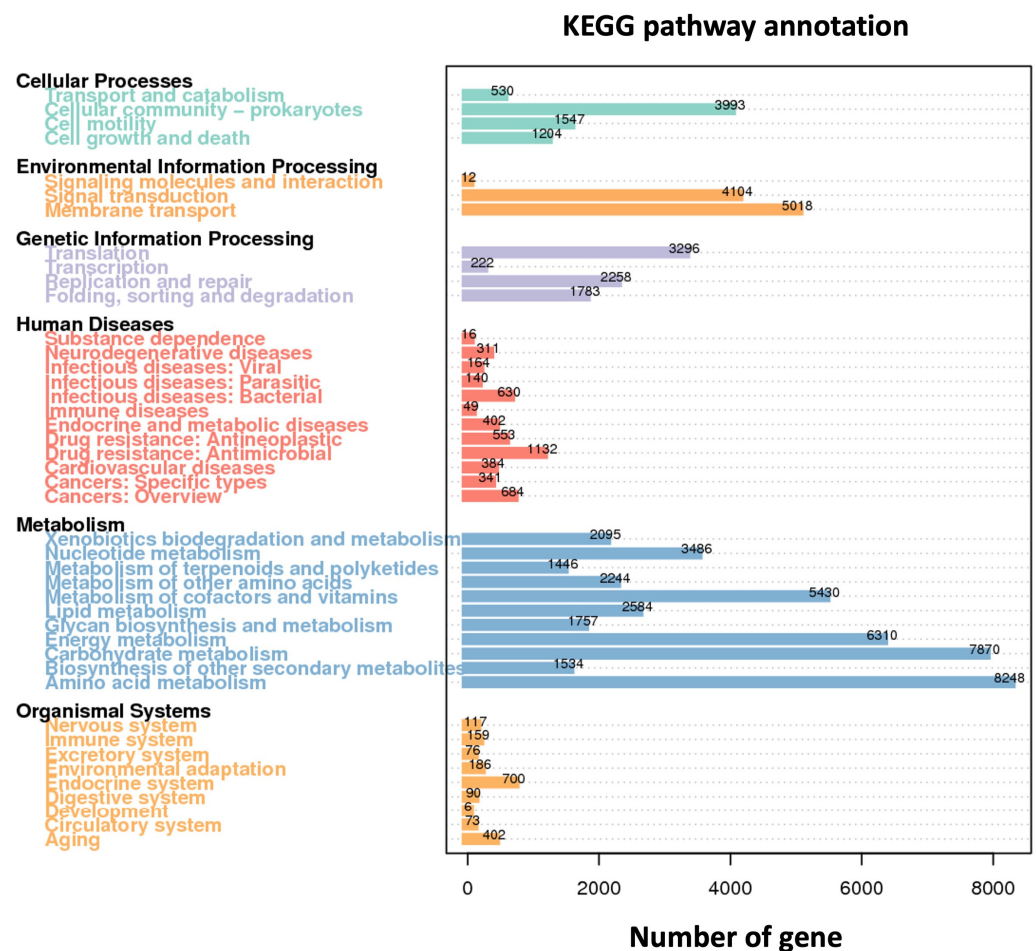 KEGG pathway annotation
Cellular Processes
Transport and catabolism 530
Cellular community – prokaryotes 3993
Cell motility 1547
Cell growth and death 1204
Environmental Information Processing
Signaling molecules and interaction 12
Signal transduction 4104
Membrane transport 5018
Genetic Information Processing
Translation 3296
Transcription 222
Replication and repair 2258
Folding, sorting and degradation 1783
Human Diseases
Substance dependence 16
Neurodegenerative diseases 311
Infectious diseases: Viral 164
Infectious diseases: Parasitic 140
Infectious diseases: Bacterial 630
Immune diseases 49
Endocrine and metabolic diseases 402
Drug resistance: Antineoplastic 553
Drug resistance: Antimicrobial 1132
Cardiovascular diseases 384
Cancers: Specific types 341
Cancers: Overview 684
Metabolism
Xenobiotics biodegradation and metabolism 2095
Nucleotide metabolism 3486
Metabolism of terpenoids and polyketides 1446
Metabolism of other amino acids 2244
Metabolism of cofactors and vitamins 5430
Lipid metabolism 2584
Glycan biosynthesis and metabolism 1757
Energy metabolism 6310
Carbohydrate metabolism 7870
Biosynthesis of other secondary metabolites 1534
Amino acid metabolism 8248
Organismal Systems
Nervous system 117
Immune system 159
Excretory system 76
Environmental adaptation 186
Endocrine system 700
Digestive system 90
Development 6
Circulatory system 73
Aging 402
0 2000 4000 6000 8000
Number of gene